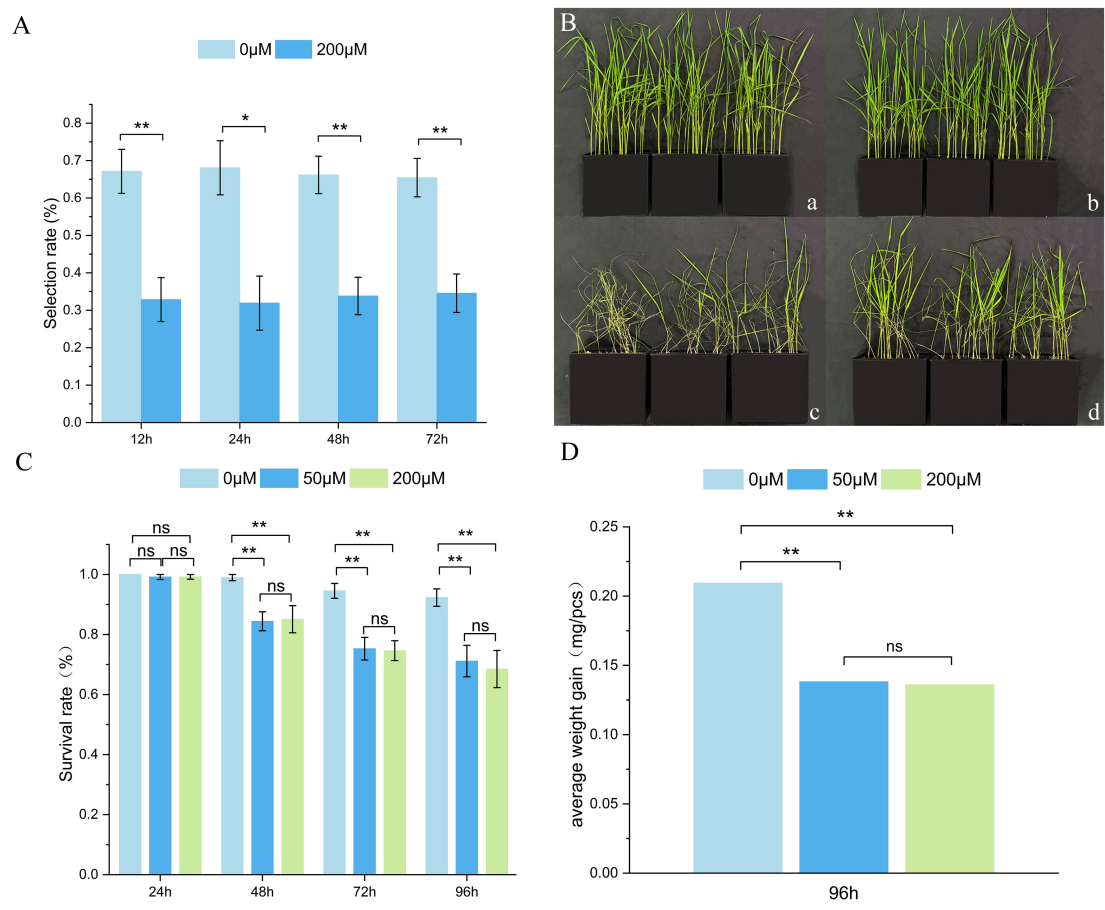 A
0μM 200μM
Selection rate (%)
0.8
0.7
0.6
0.5
0.4
0.3
0.2
0.1
0.0
** * ** **
12h 24h 48h 72h
B
a
b
c
d
C
0μM 50μM 200μM
Survival rate（%）
1.0
0.8
0.6
0.4
0.2
0.0
ns ** ** **
ns ns ** ** **
ns ns ns
24h 48h 72h 96h
D
0μM 50μM 200μM
average weight gain（mg/pcs）
0.25
0.20
0.15
0.10
0.05
0.00
**
**
ns
96h